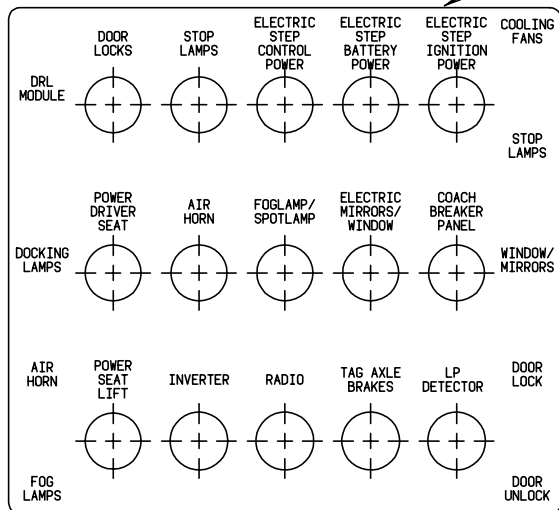 DOOR
LOCKS
STOP
LAMPS
ELECTRIC
STEP
CONTROL
POWER
ELECTRIC
STEP
BATTERY
POWER
ELECTRIC
STEP
IGNITION
POWER
COOLING
FANS
DRL
MODULE
STOP
LAMPS
POWER
DRIVER
SEAT
AIR
HORN
FOGLAMP/
SPOTLAMP
ELECTRIC
MIRRORS/
WINDOW
COACH
BREAKER
PANEL
DOCKING
LAMPS
WINDOW/
MIRRORS
AIR
HORN
POWER
SEAT
LIFT
INVERTER
RADIO
TAG AXLE
BRAKES
LP
DETECTOR
DOOR
LOCK
FOG
LAMPS
DOOR
UNLOCK